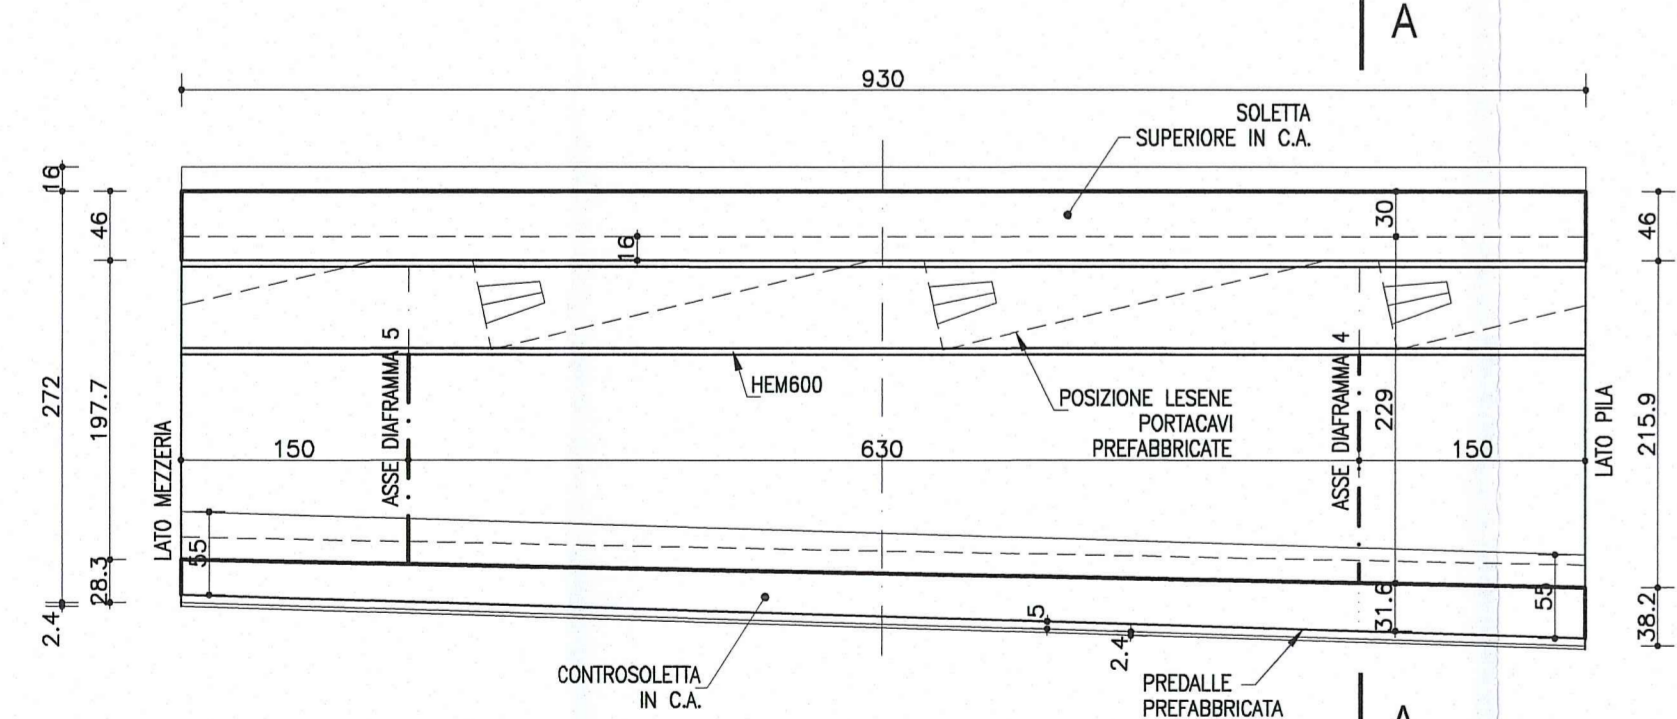 A
930
SOLETTA
SUPERIORE IN C.A.
16
46
30
46
16
272
197.7
HEM600
POSIZIONE LESENE
PORTACAVI
PREFABBRICATE
ASSE DIAFRAMMA 5
ASSE DIAFRAMMA 4
229
215.9
LATO MEZZERIA
LATO PILA
150
630
150
55
28.3
2.4
5
2.4
31.6
55
38.2
CONTROSOLETTA
IN C.A.
PREDALLE
PREFABBRICATA
A